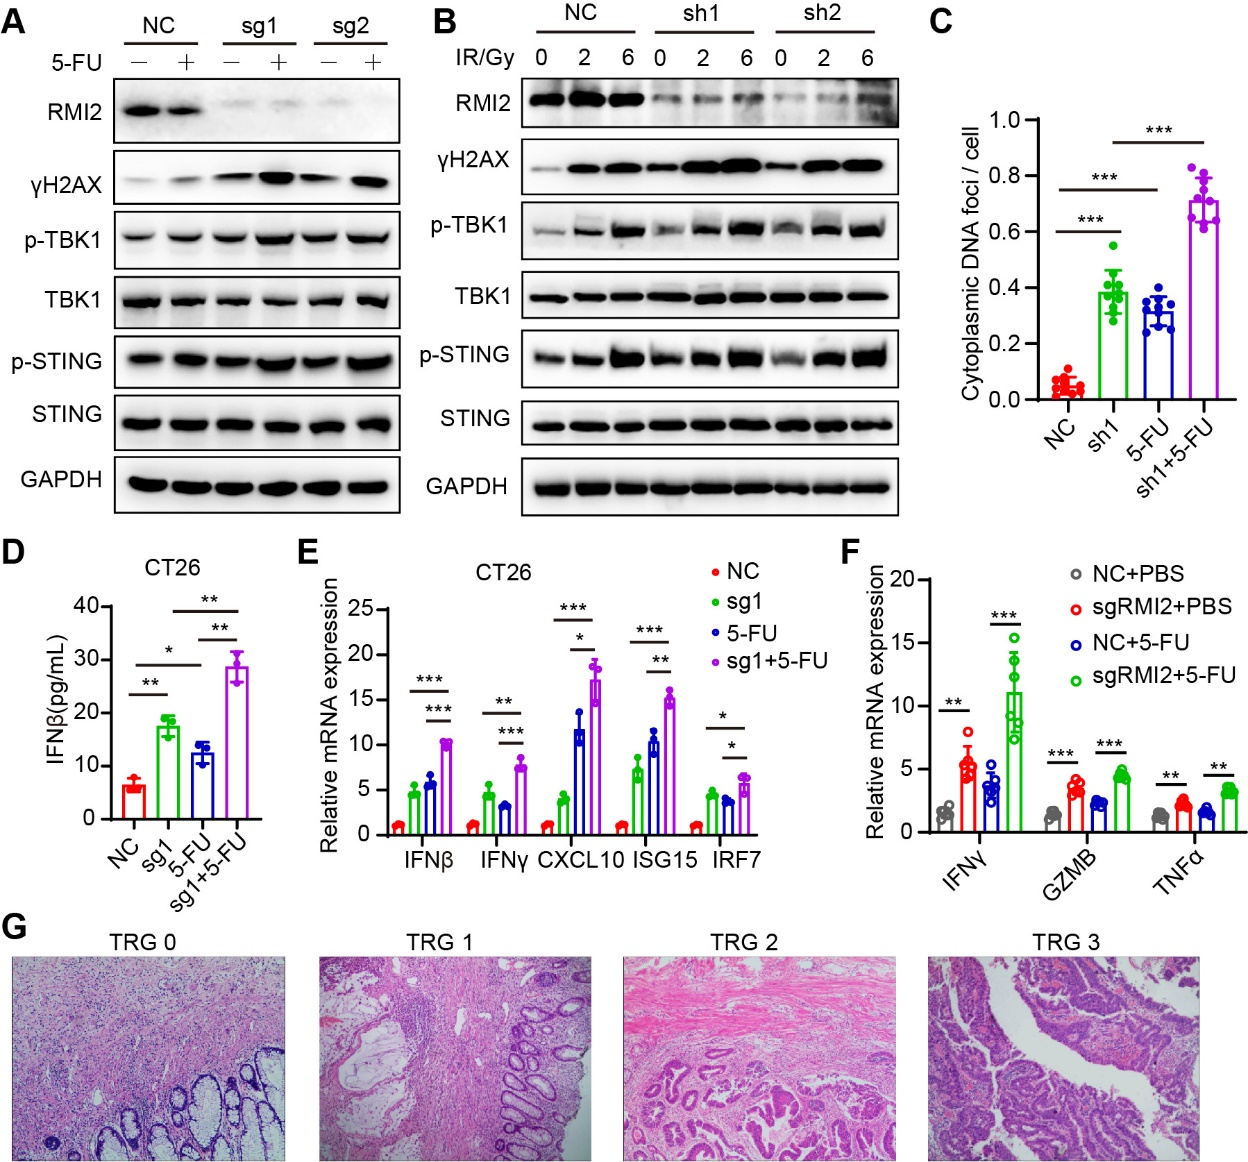 A
NC sg1 sg2
5-FU − + − + − +
RMI2
γH2AX
p-TBK1
TBK1
p-STING
STING
GAPDH
B
NC sh1 sh2
IR/Gy 0 2 6 0 2 6 0 2 6
RMI2
γH2AX
p-TBK1
TBK1
p-STING
STING
GAPDH
C
Cytoplasmic DNA foci / cell
1.0
0.8
0.6
0.4
0.2
0.0
***
***
***
NC sh1 5-FU sh1+5-FU
D
CT26
IFNβ(pg/mL)
40
30
20
10
0
**
**
*
**
NC sg1 5-FU sg1+5-FU
E
CT26
NC
sg1
5-FU
sg1+5-FU
Relative mRNA expression
25
20
15
10
5
0
*** *** ** *** *** * *** ** * *
IFNβ IFNγ CXCL10 ISG15 IRF7
F
NC+PBS
sgRMI2+PBS
NC+5-FU
sgRMI2+5-FU
Relative mRNA expression
20
15
10
5
0
** *** *** *** ** **
IFNγ GZMB TNFα
G
TRG 0 TRG 1 TRG 2 TRG 3